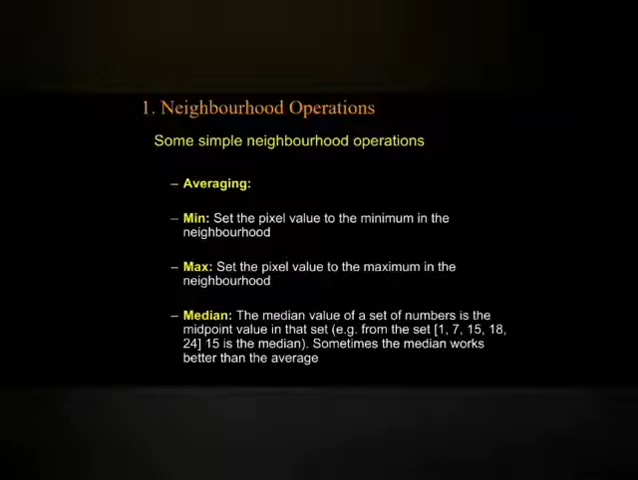 1. Neighbourhood Operations
Some simple neighbourhood operations
– Averaging:
– Min: Set the pixel value to the minimum in the
neighbourhood
– Max: Set the pixel value to the maximum in the
neighbourhood
– Median: The median value of a set of numbers is the
midpoint value in that set (e.g. from the set [1, 7, 15, 18,
24] 15 is the median). Sometimes the median works
better than the average